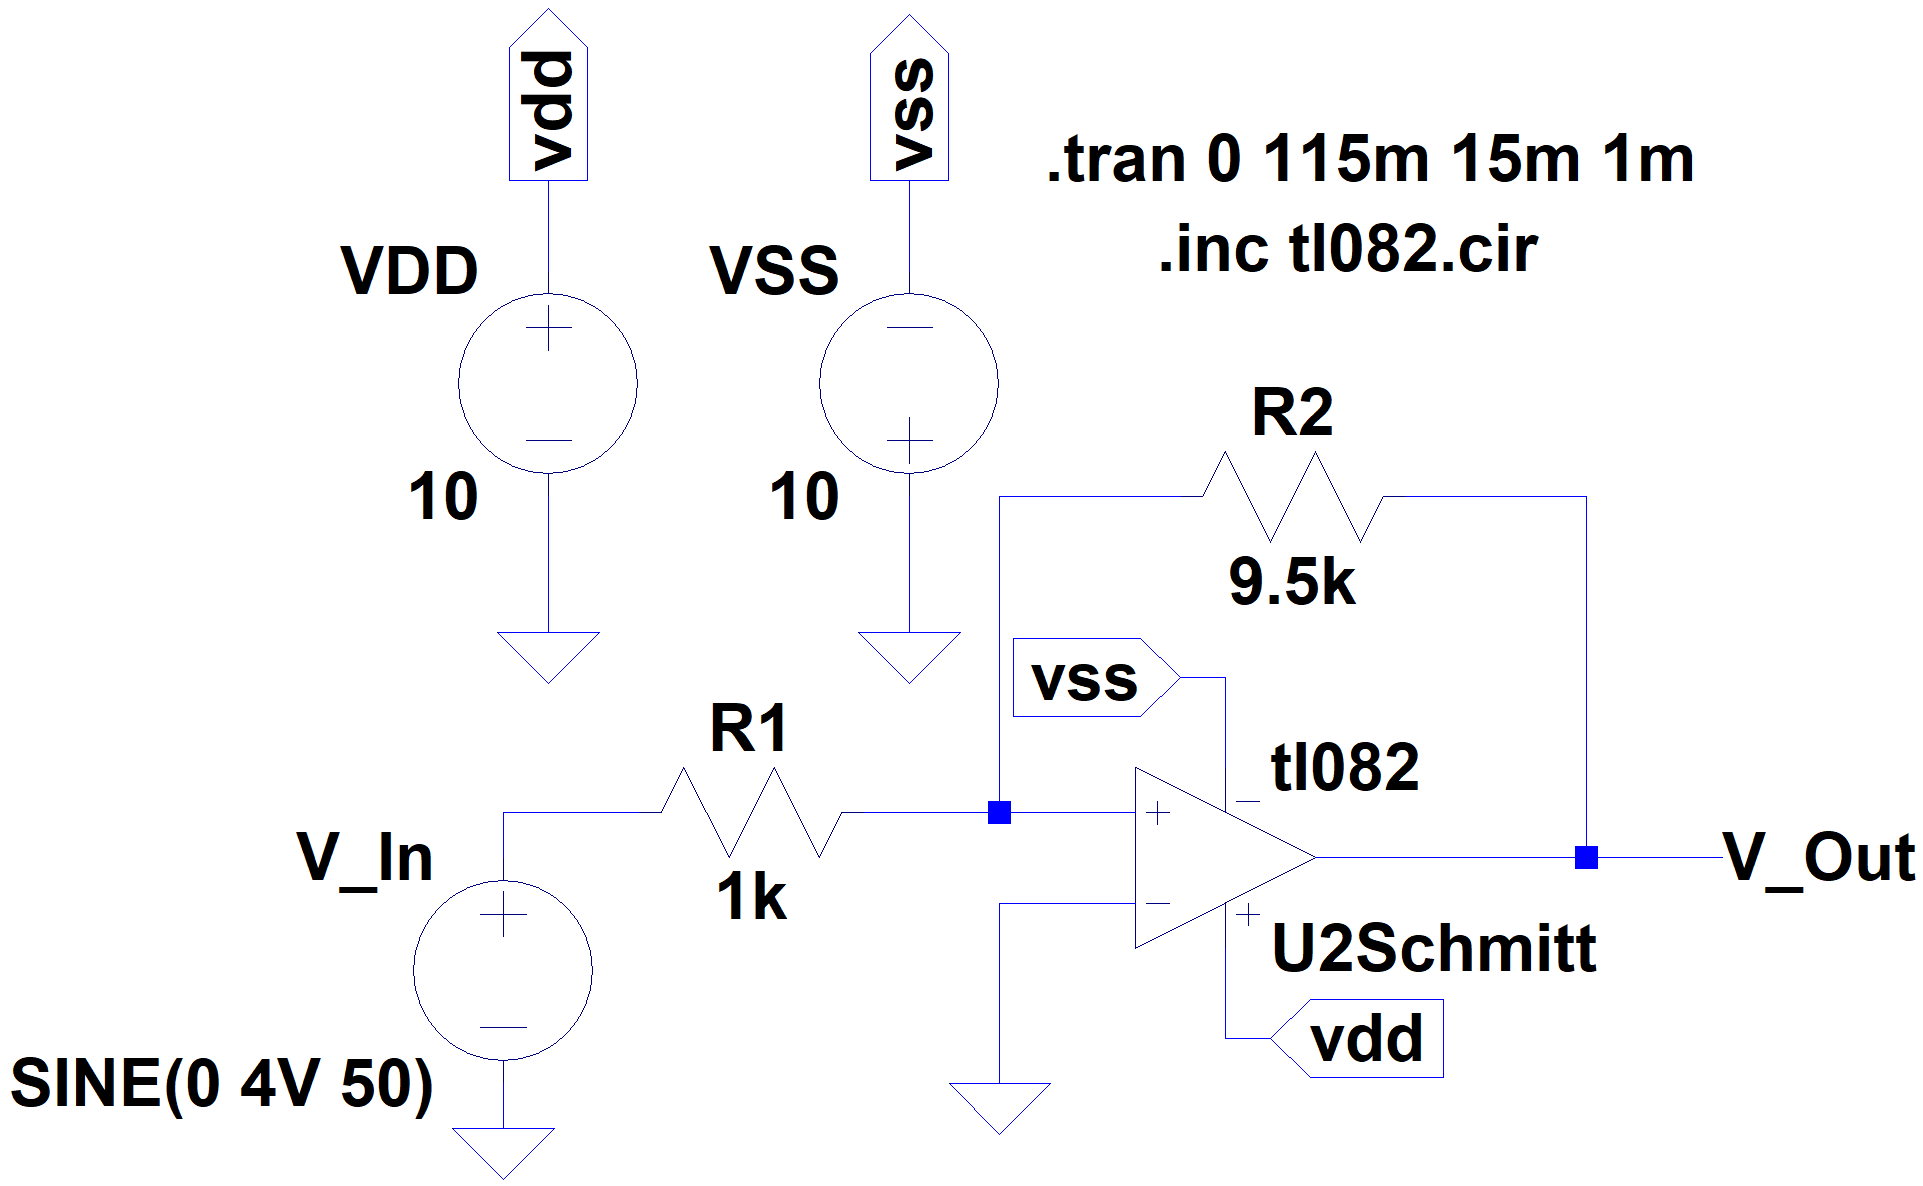 vdd
vss
.tran 0 115m 15m 1m
.inc tl082.cir
VDD
10
VSS
10
R2
9.5k
vss
R1
1k
tl082
V_In
V_Out
U2Schmitt
vdd
SINE(0 4V 50)